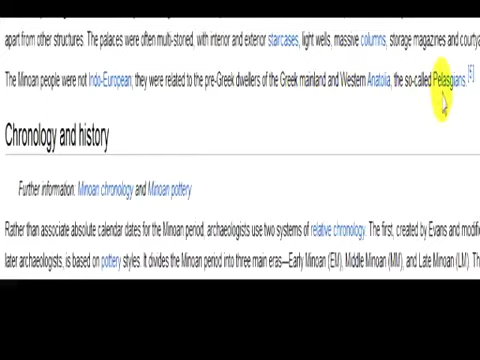 apart from other structures. The palaces were often multi-storied, with interior and exterior staircases, light wells, massive columns, storage magazines and courtya
The Minoan people were not Indo-European, they were related to the pre-Greek dwellers of the Greek mainland and Western Anatolia, the so-called Pelasgians.[5]
Chronology and history
Further information: Minoan chronology and Minoan pottery
Rather than associate absolute calendar dates for the Minoan period, archaeologists use two systems of relative chronology. The first, created by Evans and modifie
later archaeologists, is based on pottery styles. It divides the Minoan period into three main eras—Early Minoan (EM), Middle Minoan (MM), and Late Minoan (LM). Th